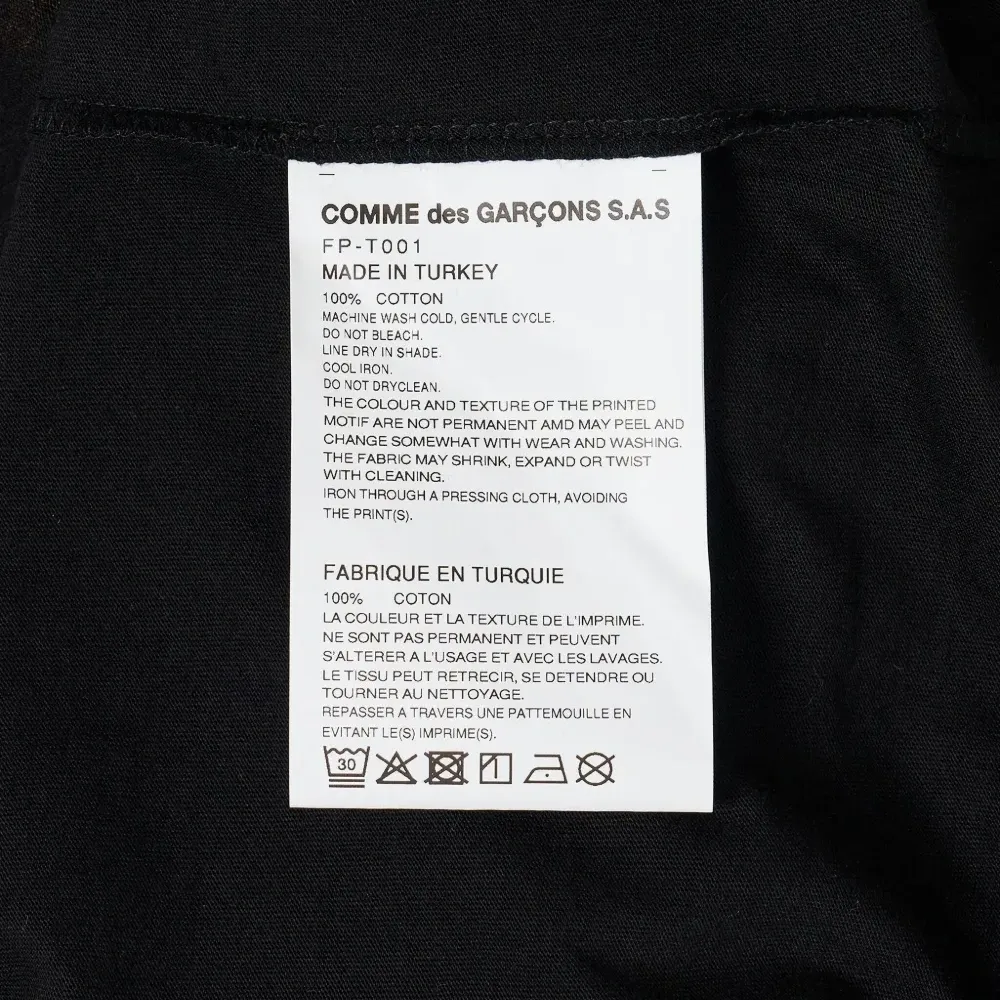 COMME des GARÇONS S.A.S
FP-T001
MADE IN TURKEY
100% COTTON
MACHINE WASH COLD, GENTLE CYCLE.
DO NOT BLEACH.
LINE DRY IN SHADE.
COOL IRON.
DO NOT DRYCLEAN.
THE COLOUR AND TEXTURE OF THE PRINTED
MOTIF ARE NOT PERMANENT AMD MAY PEEL AND
CHANGE SOMEWHAT WITH WEAR AND WASHING.
THE FABRIC MAY SHRINK, EXPAND OR TWIST
WITH CLEANING.
IRON THROUGH A PRESSING CLOTH, AVOIDING
THE PRINT(S).
FABRIQUE EN TURQUIE
100% COTON
LA COULEUR ET LA TEXTURE DE L'IMPRIME.
NE SONT PAS PERMANENT ET PEUVENT
S'ALTERER A L'USAGE ET AVEC LES LAVAGES.
LE TISSU PEUT RETRECIR, SE DETENDRE OU
TOURNER AU NETTOYAGE.
REPASSER A TRAVERS UNE PATTEMOUILLE EN
EVITANT LE(S) IMPRIME(S).
30